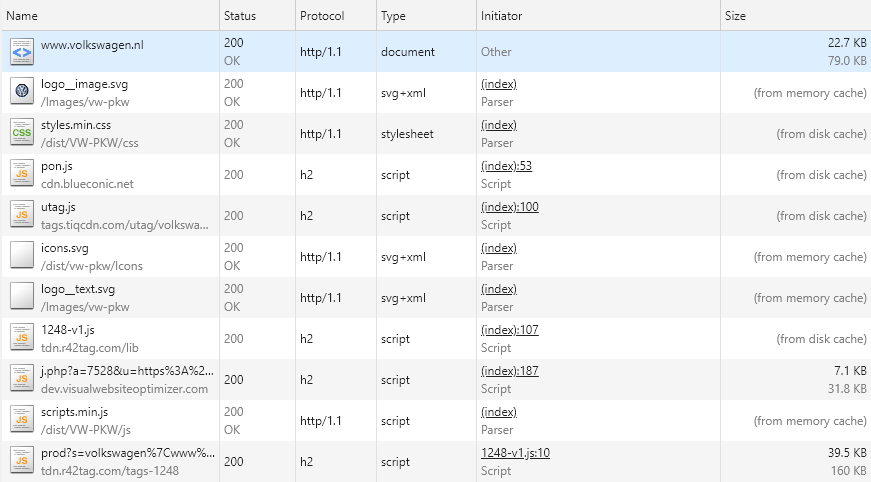 Name Status Protocol Type Initiator Size
www.volkswagen.nl 200 OK http/1.1 document Other 22.7 KB 79.0 KB
logo__image.svg 200 http/1.1 svg+xml (index) (from memory cache)
/Images/vw-pkw OK Parser
CSS styles.min.css 200 http/1.1 stylesheet (index) (from disk cache)
/dist/VW-PKW/css OK Parser
JS pon.js 200 h2 script (index):53 (from disk cache)
cdn.blueconic.net Script
JS utag.js 200 h2 script (index):100 (from disk cache)
tags.tiqcdn.com/utag/volkswa... Script
icons.svg 200 http/1.1 svg+xml (index) (from memory cache)
/dist/vw-pkw/Icons OK Parser
logo__text.svg 200 http/1.1 svg+xml (index) (from memory cache)
/Images/vw-pkw OK Parser
JS 1248-v1.js 200 h2 script (index):107 (from disk cache)
tdn.r42tag.com/lib Script
JS j.php?a=7528&u=https%3A%2... 200 h2 script (index):187 7.1 KB
dev.visualwebsiteoptimizer.com Script 31.8 KB
JS scripts.min.js 200 http/1.1 script (index) (from memory cache)
/dist/VW-PKW/js OK Parser
JS prod?s=volkswagen%7Cwww%... 200 h2 script 1248-v1.js:10 39.5 KB
tdn.r42tag.com/tags-1248 Script 160 KB